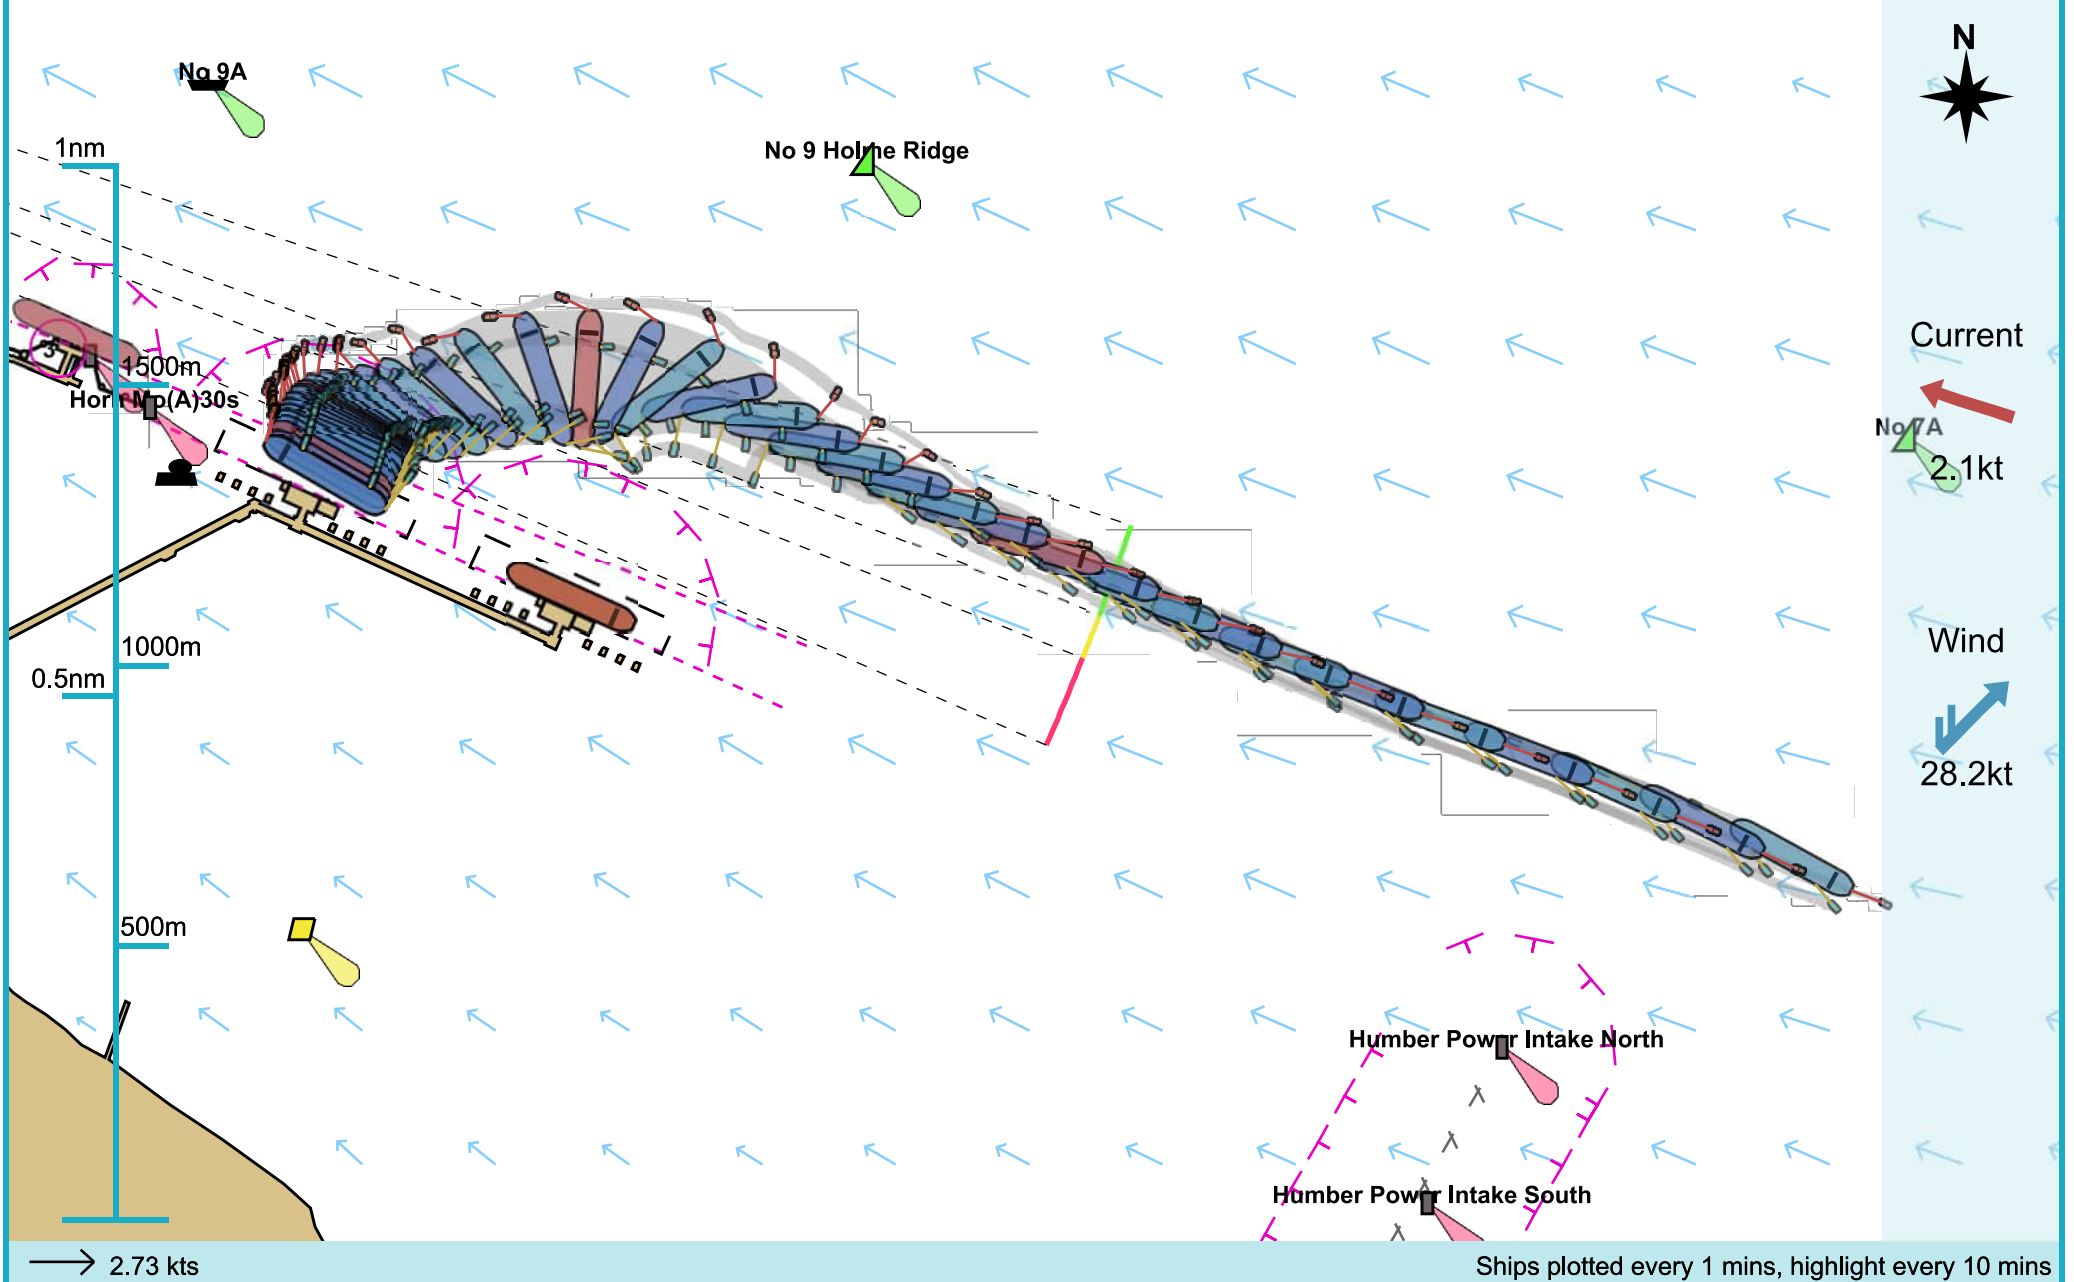 No 9A
N
1nm
No 9 Holme Ridge
Current
1500m
Horn Mo(A)30s
No 7A
2.1kt
Wind
1000m
0.5nm
28.2kt
500m
Humber Power Intake North
Humber Power Intake South
2.73 kts
Ships plotted every 1 mins, highlight every 10 mins